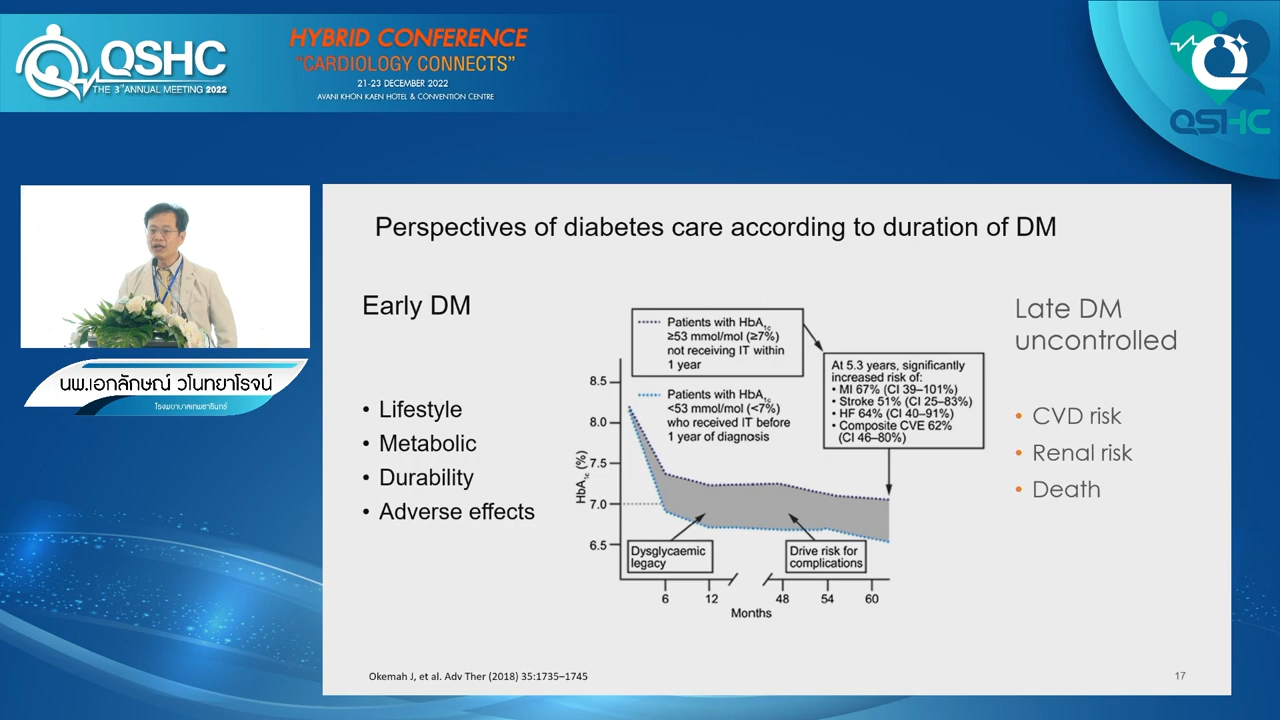 QSHC
THE 3rd ANNUAL MEETING 2022
HYBRID CONFERENCE
"CARDIOLOGY CONNECTS"
21-23 DECEMBER 2022
AVANI KHON KAEN HOTEL & CONVENTION CENTRE
QSHC
นพ.เอกลักษณ์ วโนทยาโรจน์
โรงพยาบาลเทพธารินทร์
Perspectives of diabetes care according to duration of DM
Early DM
• Lifestyle
• Metabolic
• Durability
• Adverse effects
Patients with HbA1c
≥53 mmol/mol (≥7%)
not receiving IT within
1 year
Patients with HbA1c
<53 mmol/mol (<7%)
who received IT before
1 year of diagnosis
At 5.3 years, significantly
increased risk of:
• MI 67% (CI 39–101%)
• Stroke 51% (CI 25–83%)
• HF 64% (CI 40–91%)
• Composite CVE 62%
(CI 46–80%)
HbA1c (%)
8.5
8.0
7.5
7.0
6.5
Dysglycaemic
legacy
Drive risk for
complications
6 12 48 54 60
Months
Late DM
uncontrolled
• CVD risk
• Renal risk
• Death
Okemah J, et al. Adv Ther (2018) 35:1735–1745
17